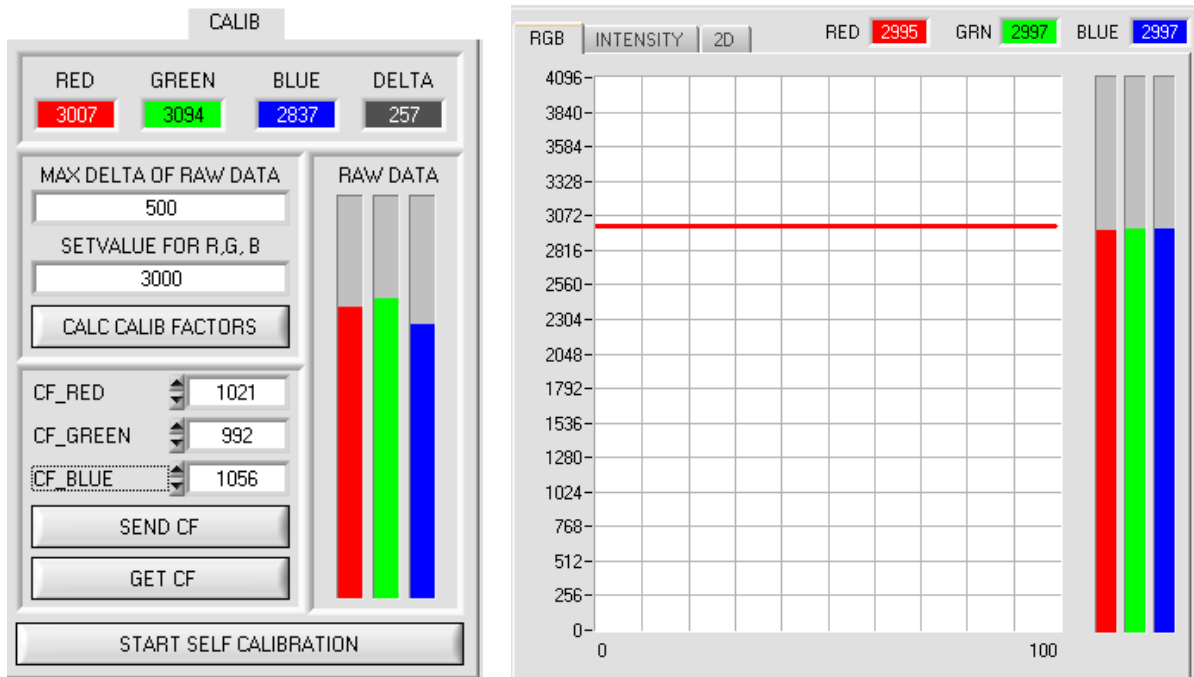 CALIB
RED GREEN BLUE DELTA
3007 3094 2837 257
MAX DELTA OF RAW DATA
500
SETVALUE FOR R,G, B
3000
CALC CALIB FACTORS
CF_RED 1021
CF_GREEN 992
CF_BLUE 1056
SEND CF
GET CF
RAW DATA
START SELF CALIBRATION
RGB INTENSITY 2D RED 2995 GRN 2997 BLUE 2997
4096
3840
3584
3328
3072
2816
2560
2304
2048
1792
1536
1280
1024
768
512
256
0
0 100